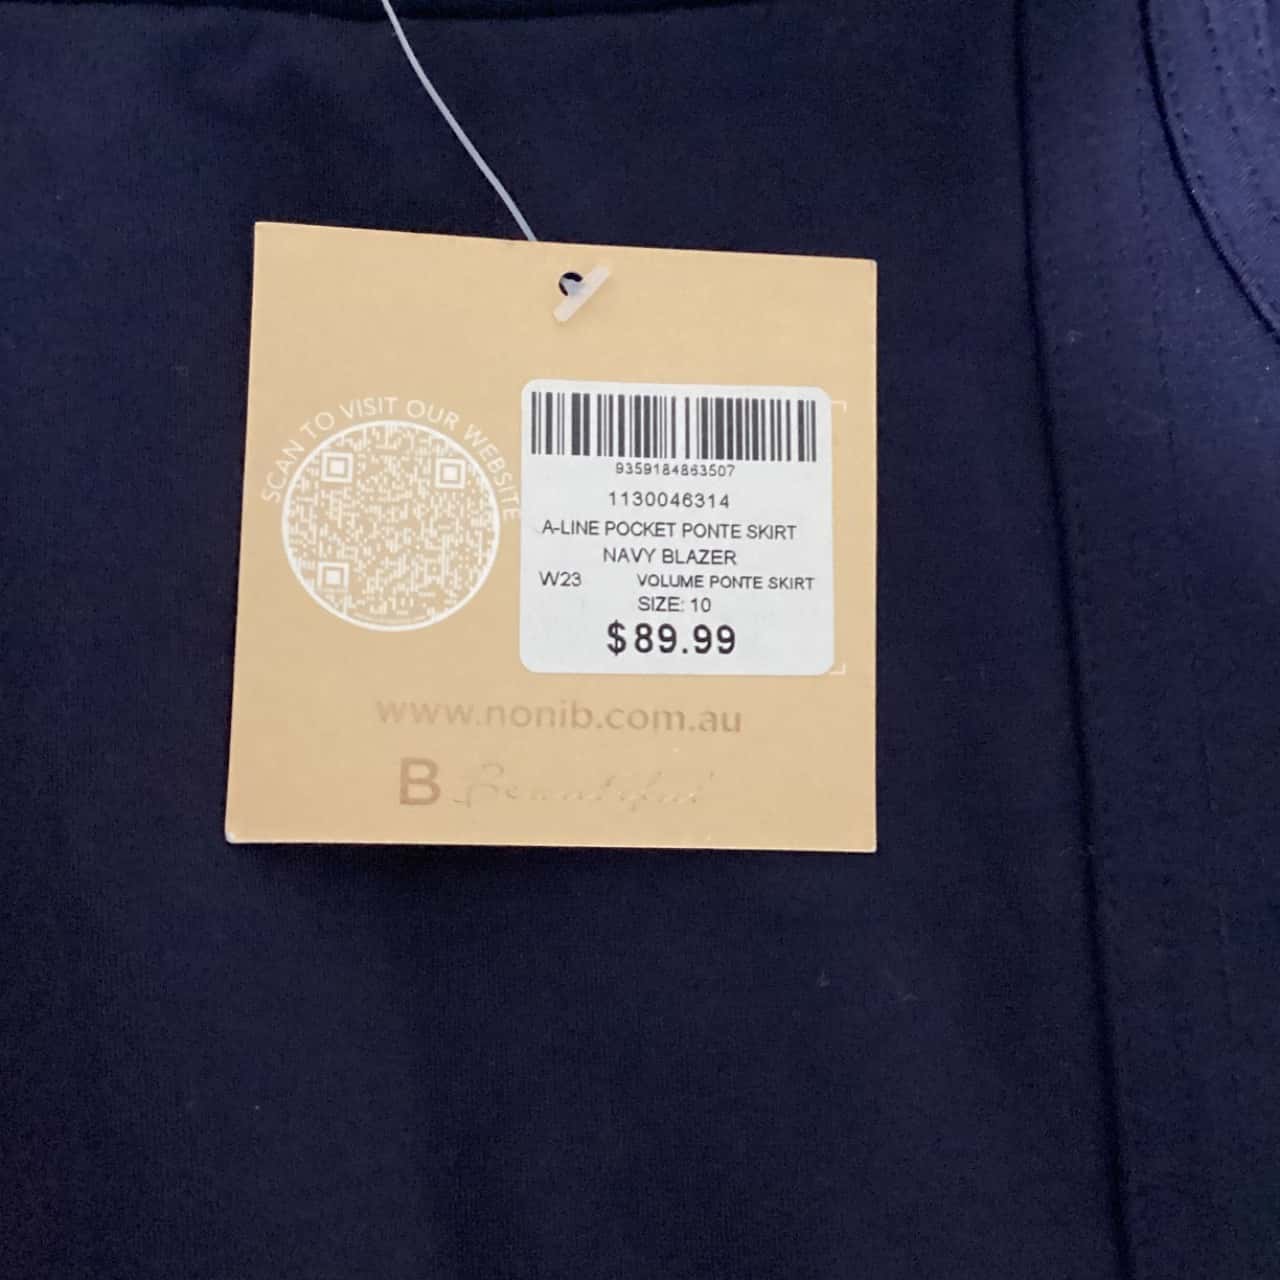 SCAN TO VISIT OUR WEBSITE
9359184863507
1130046314
A-LINE POCKET PONTE SKIRT
NAVY BLAZER
W23 VOLUME PONTE SKIRT
SIZE: 10
$89.99
www.nonib.com.au
B Beautiful